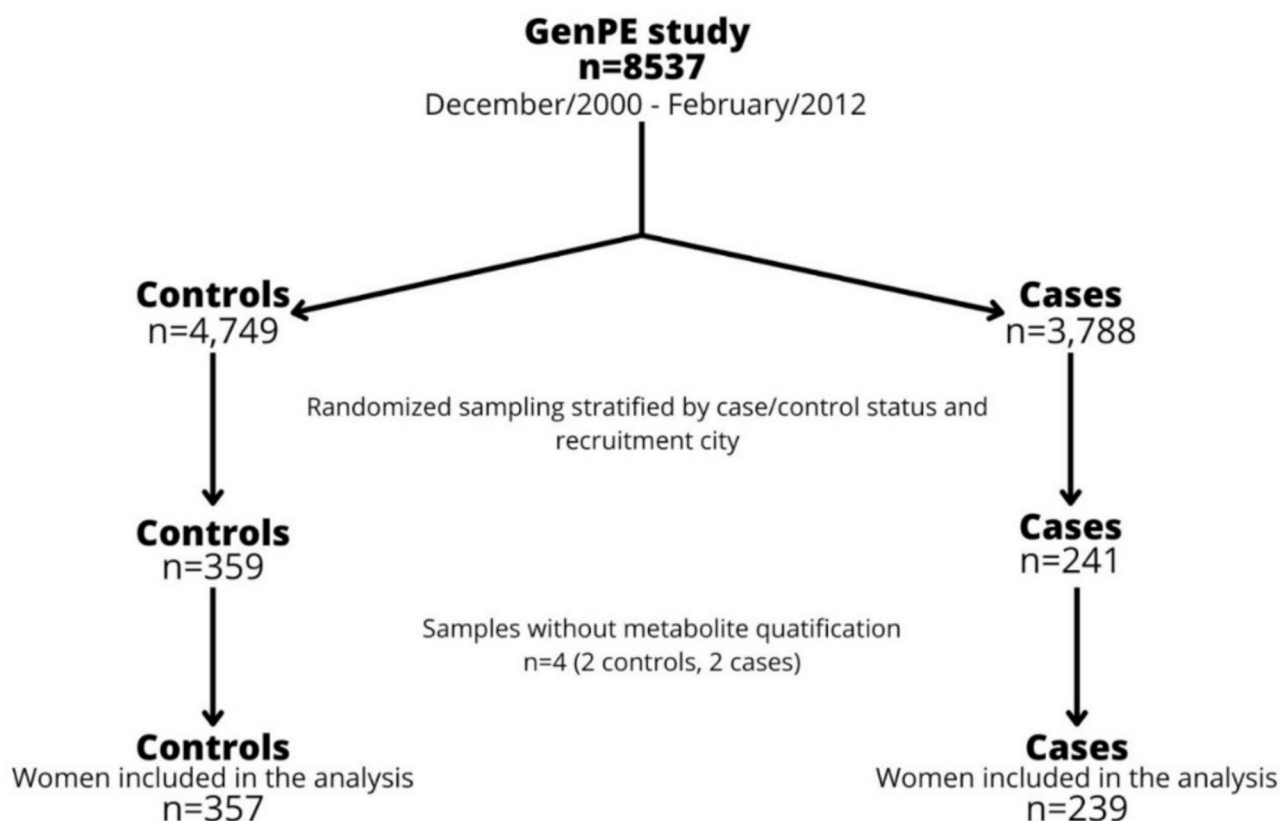 GenPE study
n=8537
December/2000 - February/2012
Controls
n=4,749
Cases
n=3,788
Randomized sampling stratified by case/control status and
recruitment city
Controls
n=359
Cases
n=241
Samples without metabolite quatification
n=4 (2 controls, 2 cases)
Controls
Women included in the analysis
n=357
Cases
Women included in the analysis
n=239